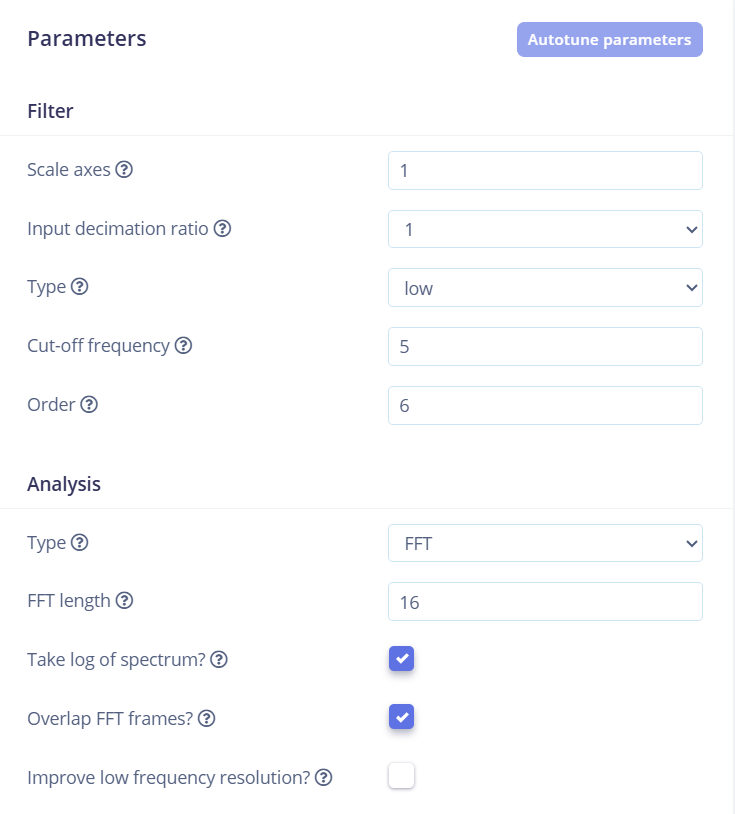 Parameters Autotune parameters
Filter
Scale axes ? 1
Input decimation ratio ? 1
Type ? low
Cut-off frequency ? 5
Order ? 6
Analysis
Type ? FFT
FFT length ? 16
Take log of spectrum? ?
Overlap FFT frames? ?
Improve low frequency resolution? ?